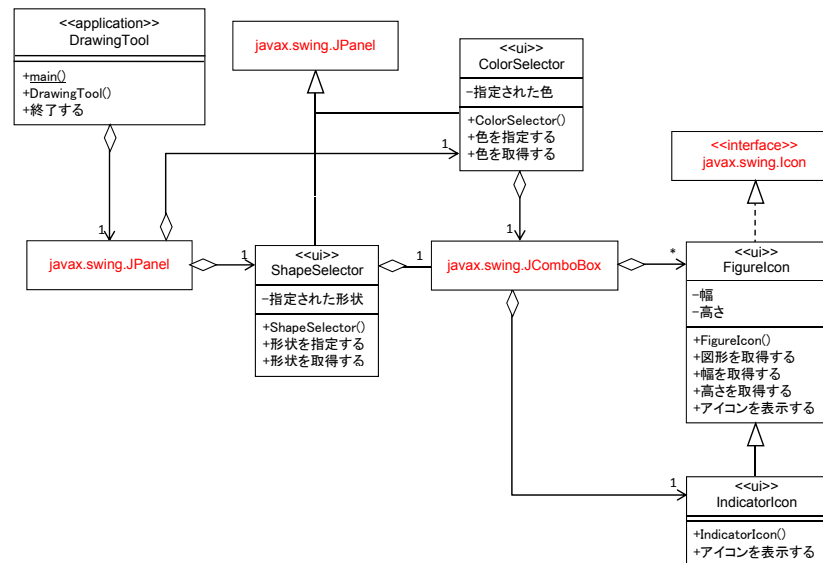 <<application>>
DrawingTool
+main()
+DrawingTool()
+終了する
javax.swing.JPanel
<<ui>>
ColorSelector
-指定された色
+ColorSelector()
+色を指定する
+色を取得する
<<interface>>
javax.swing.Icon
1
1
1
javax.swing.JPanel
1
<<ui>>
ShapeSelector
-指定された形状
+ShapeSelector()
+形状を指定する
+形状を取得する
1
javax.swing.JComboBox
*
<<ui>>
FigureIcon
-幅
-高さ
+FigureIcon()
+図形を取得する
+幅を取得する
+高さを取得する
+アイコンを表示する
1
<<ui>>
IndicatorIcon
+IndicatorIcon()
+アイコンを表示する